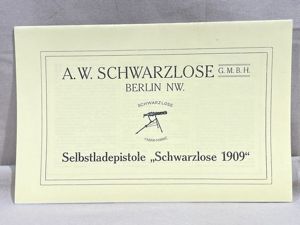 A.W. SCHWARZLOSE G.M.B.H.
BERLIN NW.
SCHWARZLOSE
Selbstladepistole „Schwarzlose 1909“